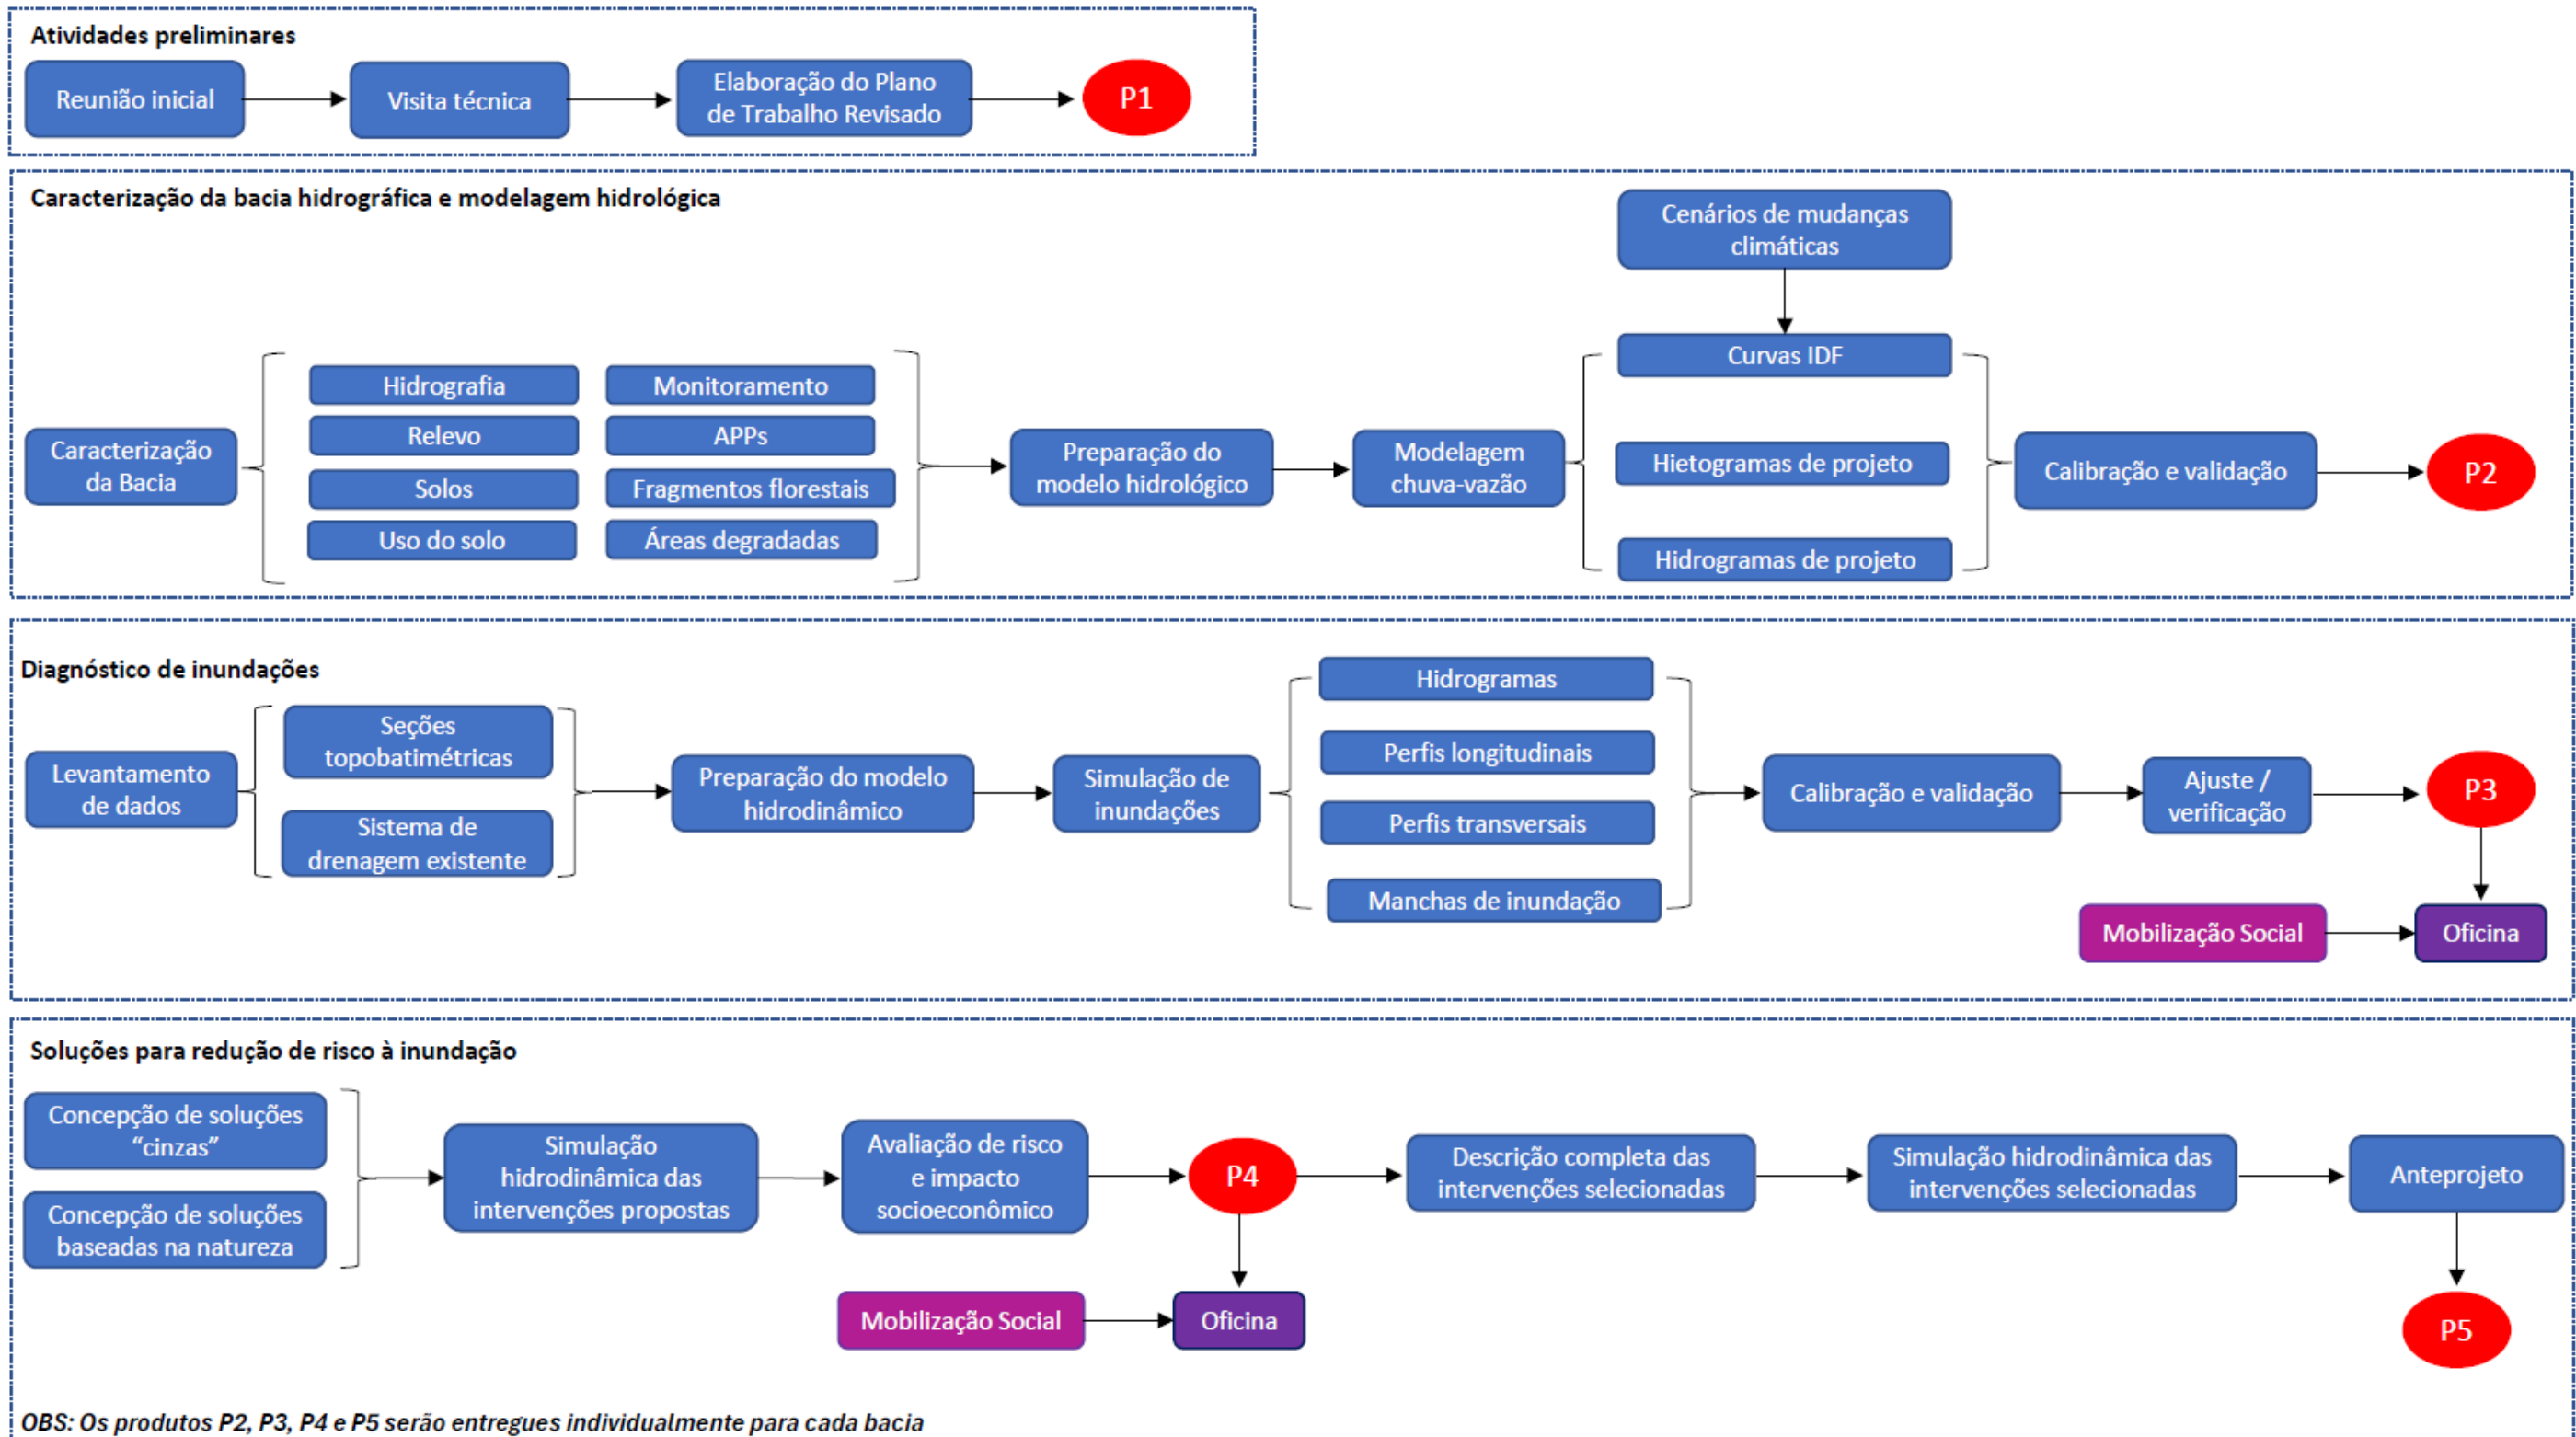 Atividades preliminares
Reunião inicial
Visita técnica
Elaboração do Plano
de Trabalho Revisado
P1
Caracterização da bacia hidrográfica e modelagem hidrológica
Cenários de mudanças
climáticas
Caracterização
da Bacia
Hidrografia
Relevo
Solos
Uso do solo
Monitoramento
APPs
Fragmentos florestais
Áreas degradadas
Preparação do
modelo hidrológico
Modelagem
chuva-vazão
Curvas IDF
Hietogramas de projeto
Hidrogramas de projeto
Calibração e validação
P2
Diagnóstico de inundações
Levantamento
de dados
Seções
topobatimétricas
Sistema de
drenagem existente
Preparação do modelo
hidrodinâmico
Simulação de
inundações
Hidrogramas
Perfis longitudinais
Perfis transversais
Manchas de inundação
Calibração e validação
Ajuste /
verificação
P3
Mobilização Social
Oficina
Soluções para redução de risco à inundação
Concepção de soluções
“cinzas”
Concepção de soluções
baseadas na natureza
Simulação
hidrodinâmica das
intervenções propostas
Avaliação de risco
e impacto
socioeconômico
P4
Descrição completa das
intervenções selecionadas
Simulação hidrodinâmica das
intervenções selecionadas
Anteprojeto
Mobilização Social
Oficina
P5
OBS: Os produtos P2, P3, P4 e P5 serão entregues individualmente para cada bacia